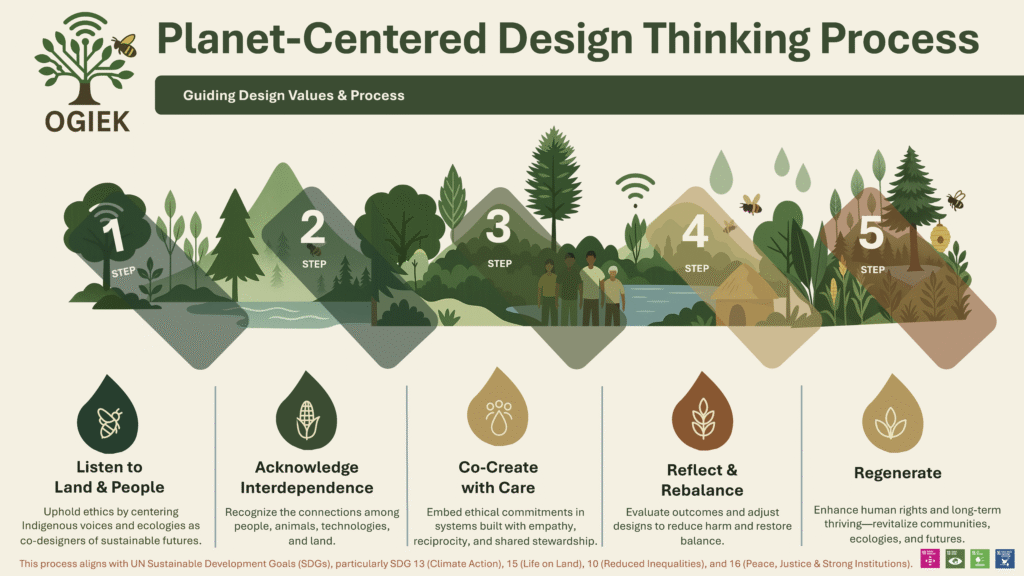 OGIEK
Planet-Centered Design Thinking Process
Guiding Design Values & Process
1
STEP
2
STEP
3
STEP
4
STEP
5
STEP
Listen to
Land & People
Uphold ethics by centering
Indigenous voices and ecologies as
co-designers of sustainable futures.
Acknowledge
Interdependence
Recognize the connections among
people, animals, technologies,
and land.
Co-Create
with Care
Embed ethical commitments in
systems built with empathy,
reciprocity, and shared stewardship.
Reflect &
Rebalance
Evaluate outcomes and adjust
designs to reduce harm and restore
balance.
Regenerate
Enhance human rights and long-term
thriving—revitalize communities,
ecologies, and futures.
This process aligns with UN Sustainable Development Goals (SDGs), particularly SDG 13 (Climate Action), 15 (Life on Land), 10 (Reduced Inequalities), and 16 (Peace, Justice & Strong Institutions).